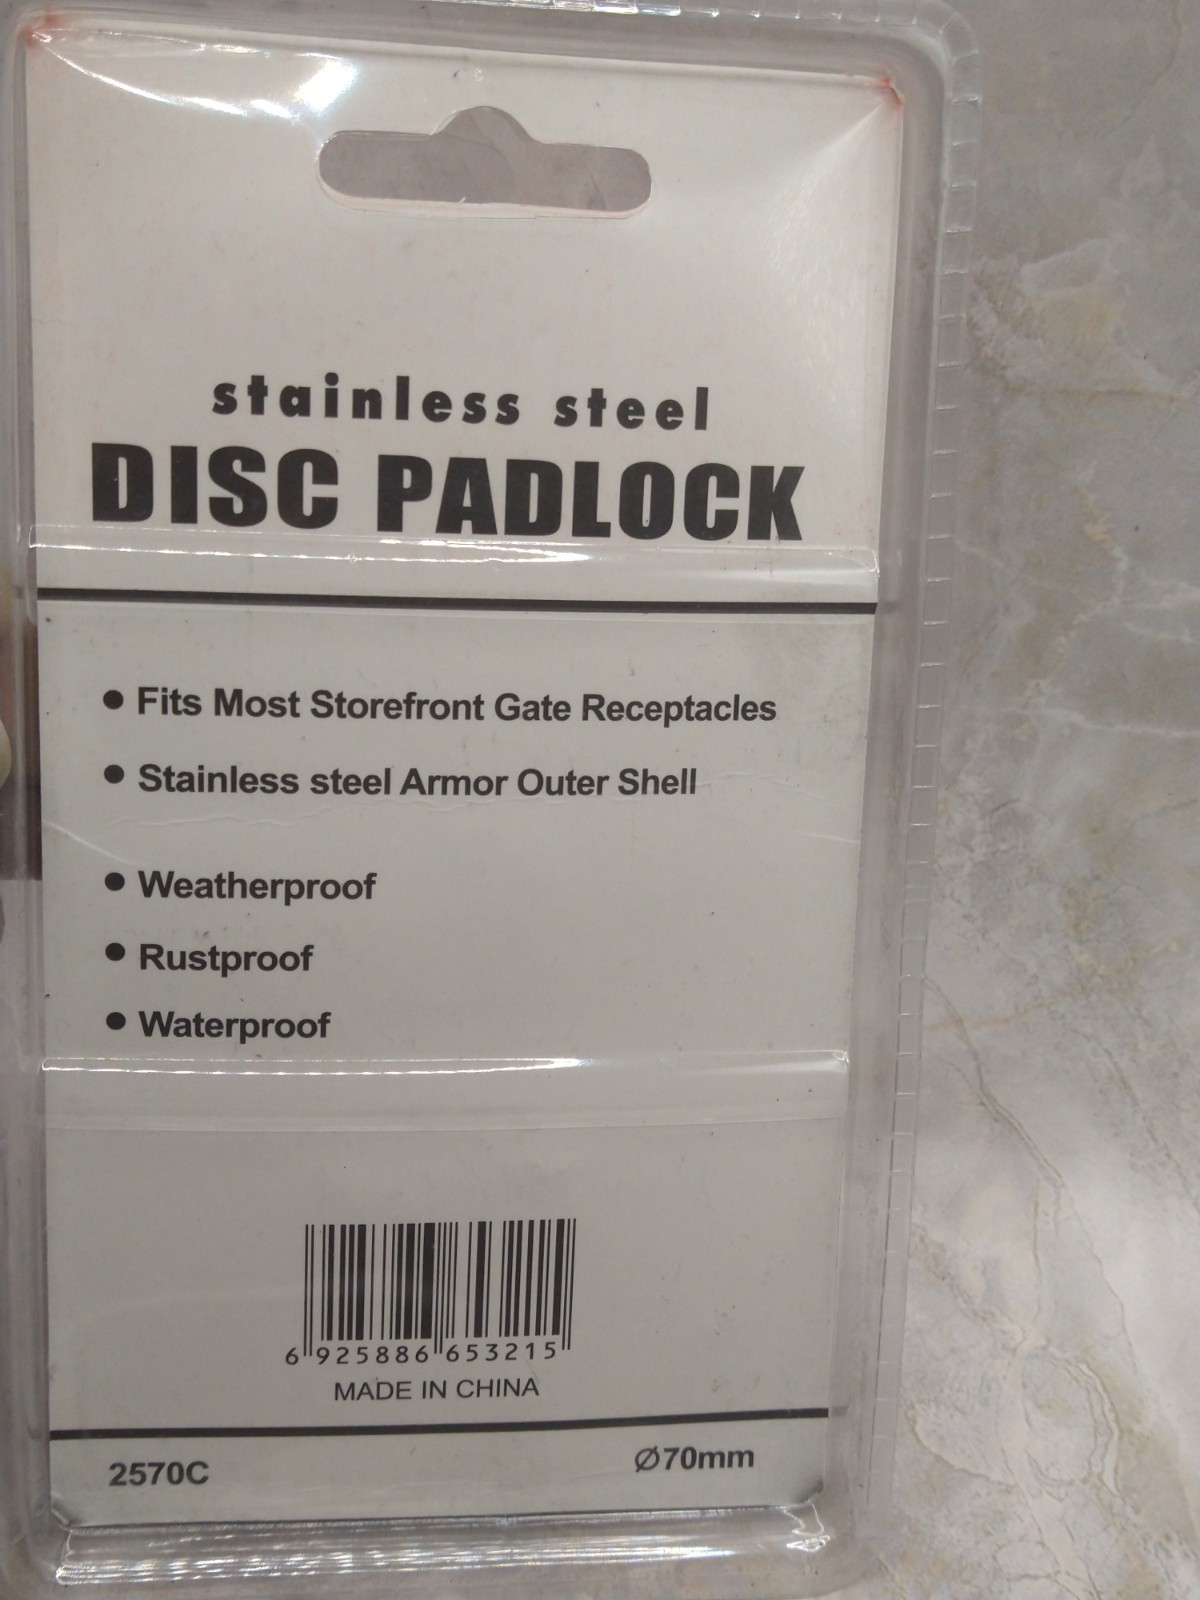 stainless steel
DISC PADLOCK
● Fits Most Storefront Gate Receptacles
● Stainless steel Armor Outer Shell
● Weatherproof
● Rustproof
● Waterproof
6 925886 653215
MADE IN CHINA
2570C
Ø70mm